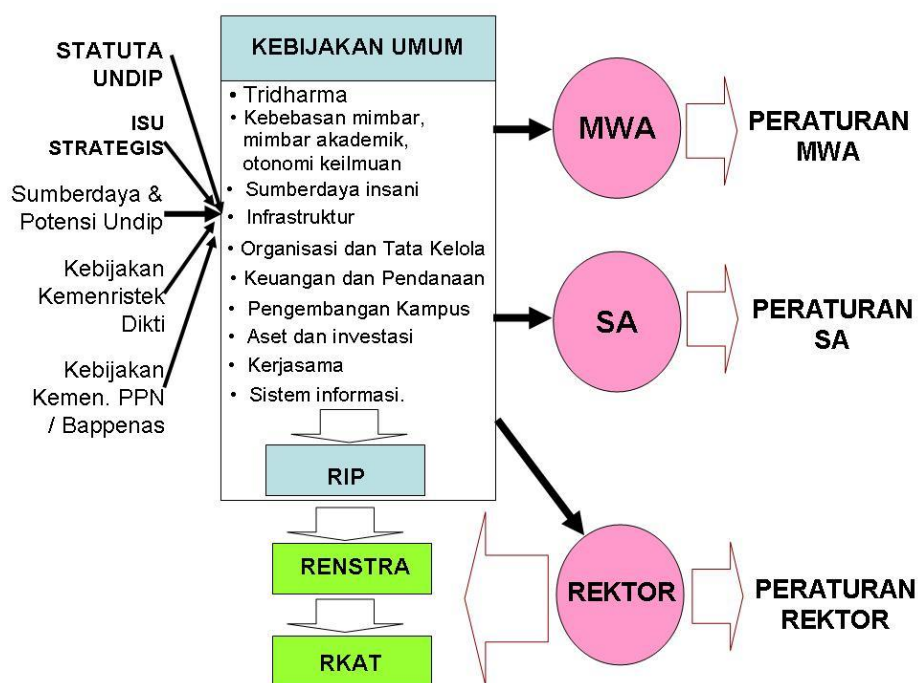 STATUTA
UNDIP
ISU
STRATEGIS
Sumberdaya &
Potensi Undip
Kebijakan
Kemenristek
Dikti
Kebijakan
Kemen. PPN
/ Bappenas
KEBIJAKAN UMUM
• Tridharma
• Kebebasan mimbar,
mimbar akademik,
otonomi keilmuan
• Sumberdaya insani
• Infrastruktur
• Organisasi dan Tata Kelola
• Keuangan dan Pendanaan
• Pengembangan Kampus
• Aset dan investasi
• Kerjasama
• Sistem informasi.
RIP
RENSTRA
RKAT
MWA
PERATURAN
MWA
SA
PERATURAN
SA
REKTOR
PERATURAN
REKTOR